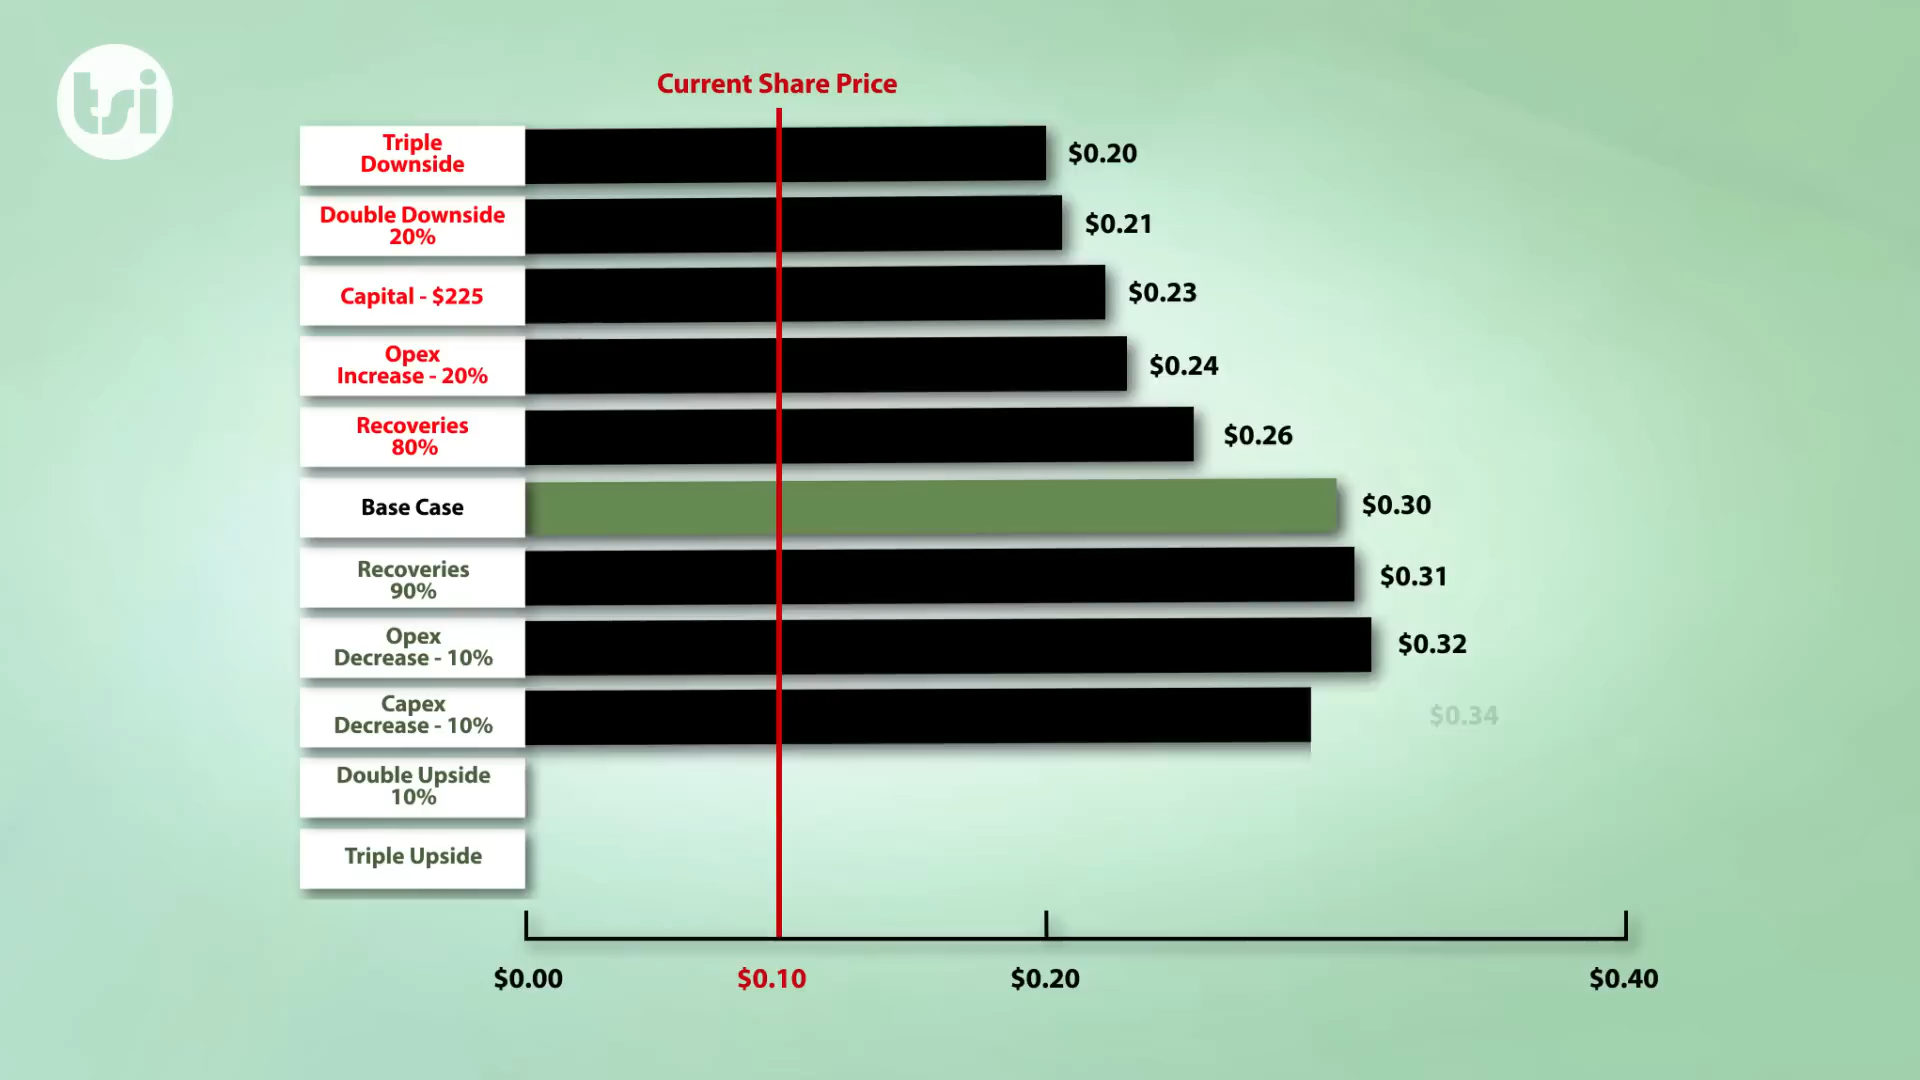 tsi
Current Share Price
Triple
Downside
$0.20
Double Downside
20%
$0.21
Capital - $225
$0.23
Opex
Increase - 20%
$0.24
Recoveries
80%
$0.26
Base Case
$0.30
Recoveries
90%
$0.31
Opex
Decrease - 10%
$0.32
Capex
Decrease - 10%
$0.34
Double Upside
10%
Triple Upside
$0.00
$0.10
$0.20
$0.40